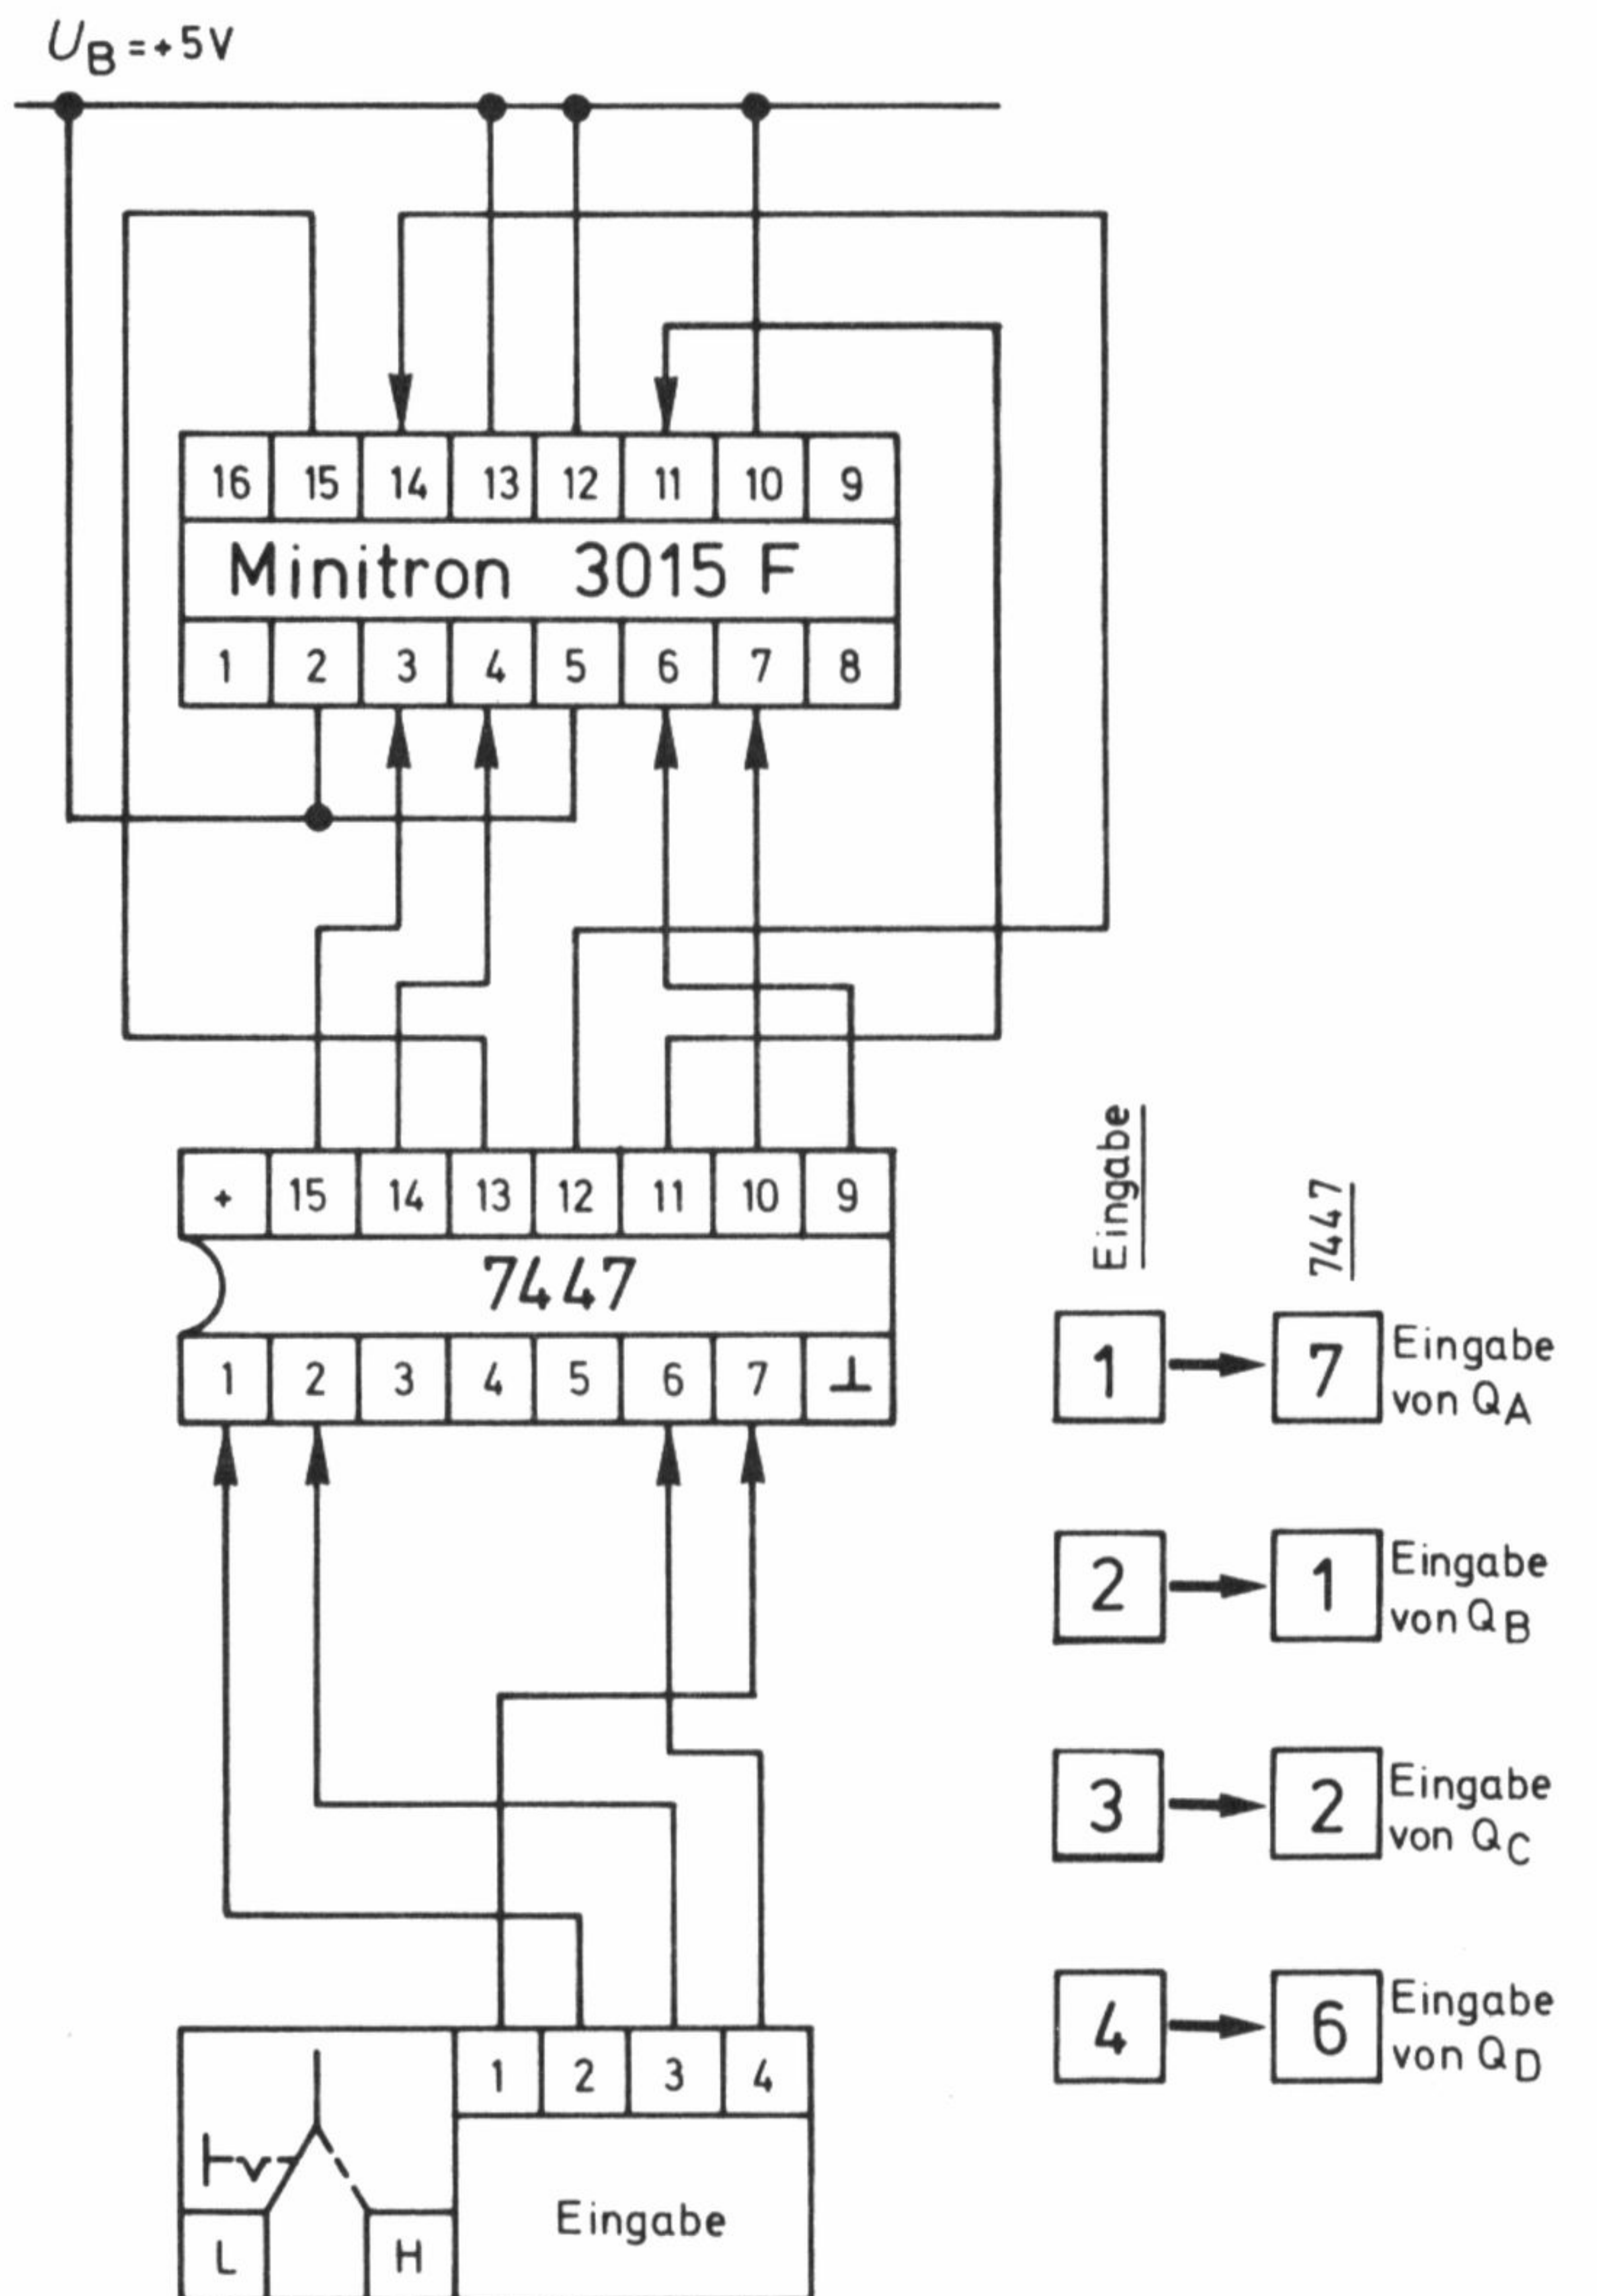 U_B = + 5V
16 15 14 13 12 11 10 9
Minitron 3015 F
1 2 3 4 5 6 7 8
+ 15 14 13 12 11 10 9
7447
1 2 3 4 5 6 7 ⊥
Eingabe
7447
1 7 Eingabe
von Q_A
2 1 Eingabe
von Q_B
3 2 Eingabe
von Q_C
4 6 Eingabe
von Q_D
1 2 3 4
Eingabe
L H